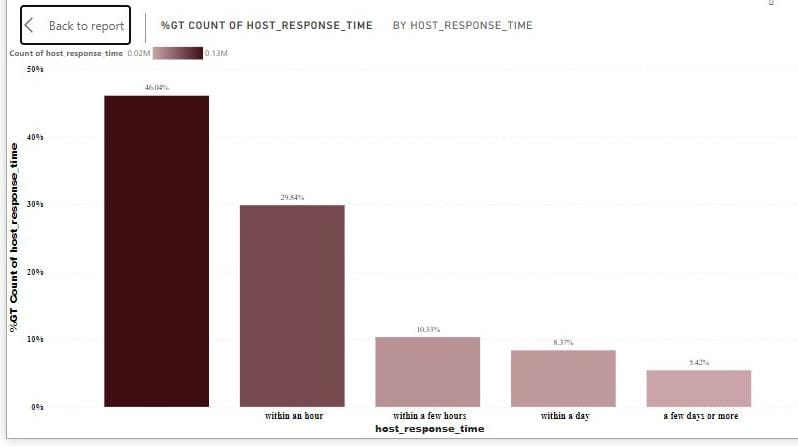 Back to report
%GT COUNT OF HOST_RESPONSE_TIME BY HOST_RESPONSE_TIME
Count of host_response_time 0.02M 0.13M
50%
46.04%
40%
30%
29.84%
20%
10%
10.33%
8.37%
5.42%
0%
%GT Count of host_response_time
within an hour within a few hours within a day a few days or more
host_response_time